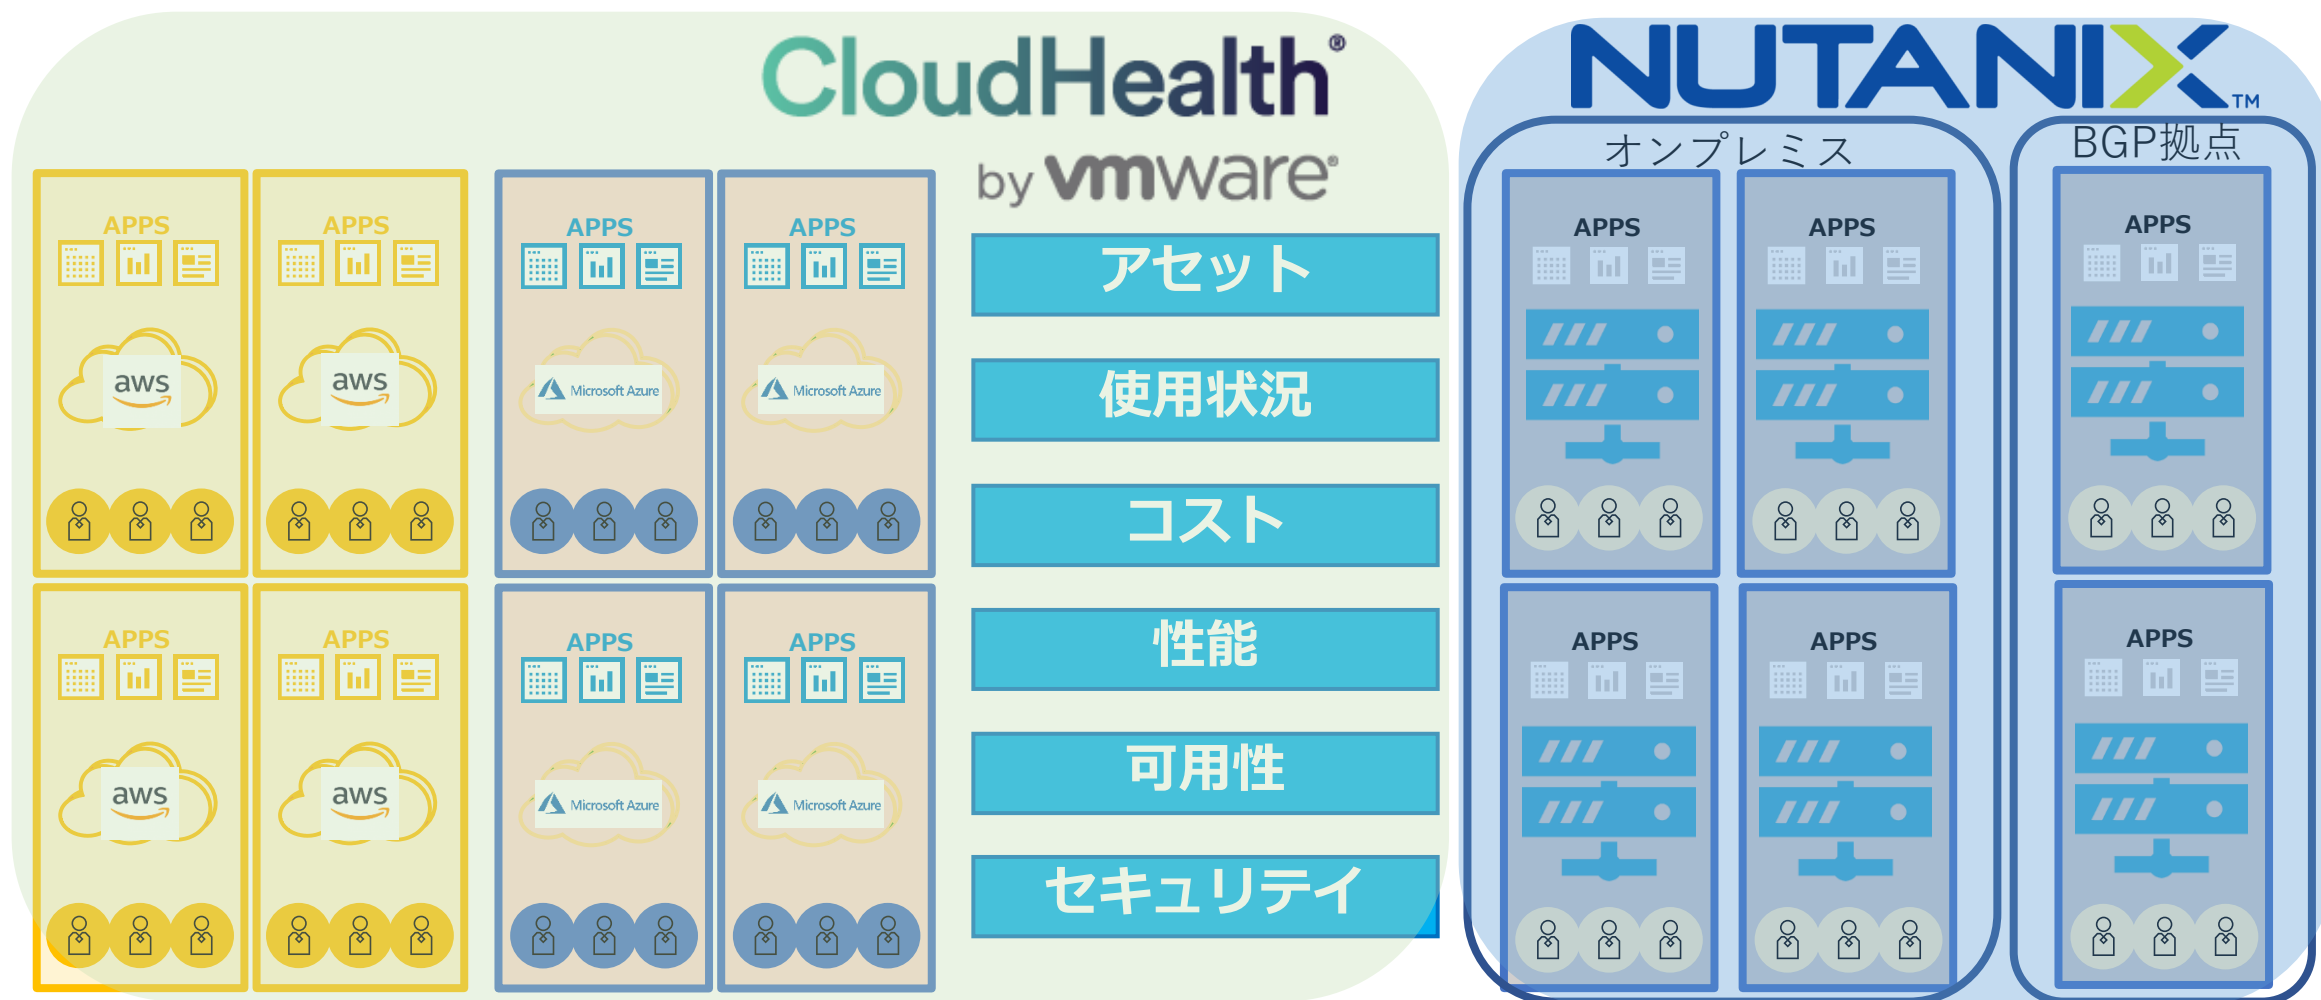 CloudHealth®
by vmware®
NUTANIX™
オンプレミス
BGP拠点
APPS
APPS
APPS
APPS
APPS
APPS
APPS
アセット
使用状況
コスト
性能
可用性
セキュリテイ
aws
aws
Microsoft Azure
Microsoft Azure
APPS
APPS
APPS
APPS
APPS
APPS
APPS
aws
aws
Microsoft Azure
Microsoft Azure